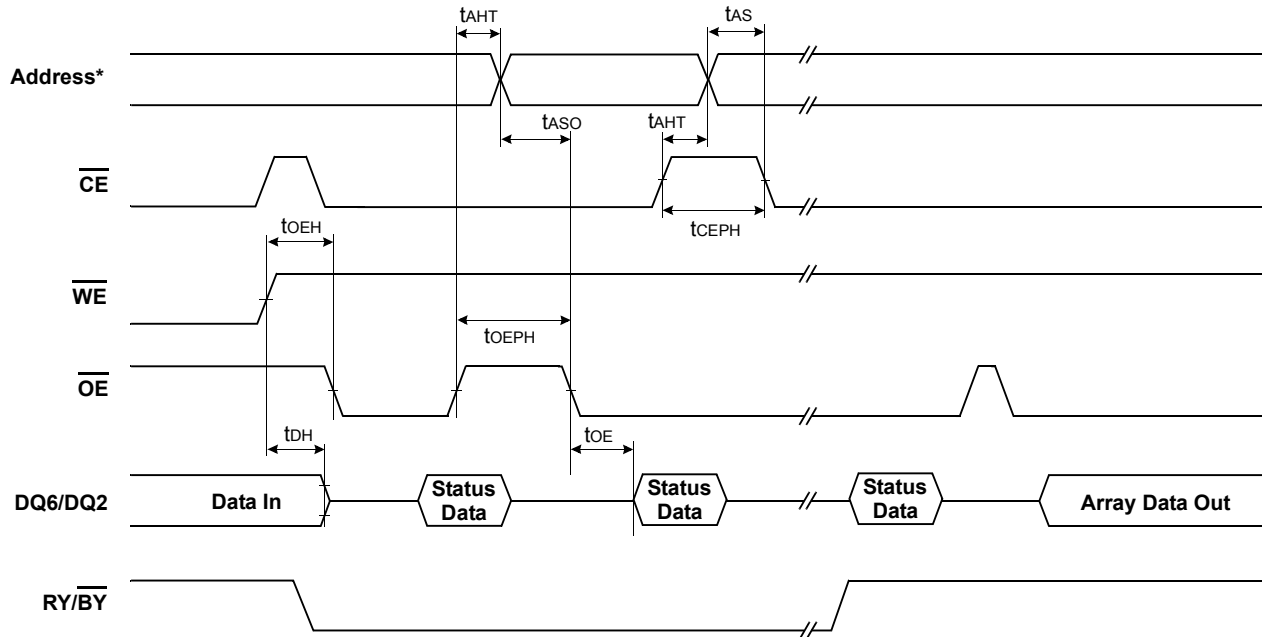 tAHT
tAS
Address*
tASO
tAHT
CE
tCEPH
tOEH
WE
tOEPH
OE
tDH
tOE
DQ6/DQ2
Data In
Status
Data
Status
Data
Status
Data
Array Data Out
RY/BY